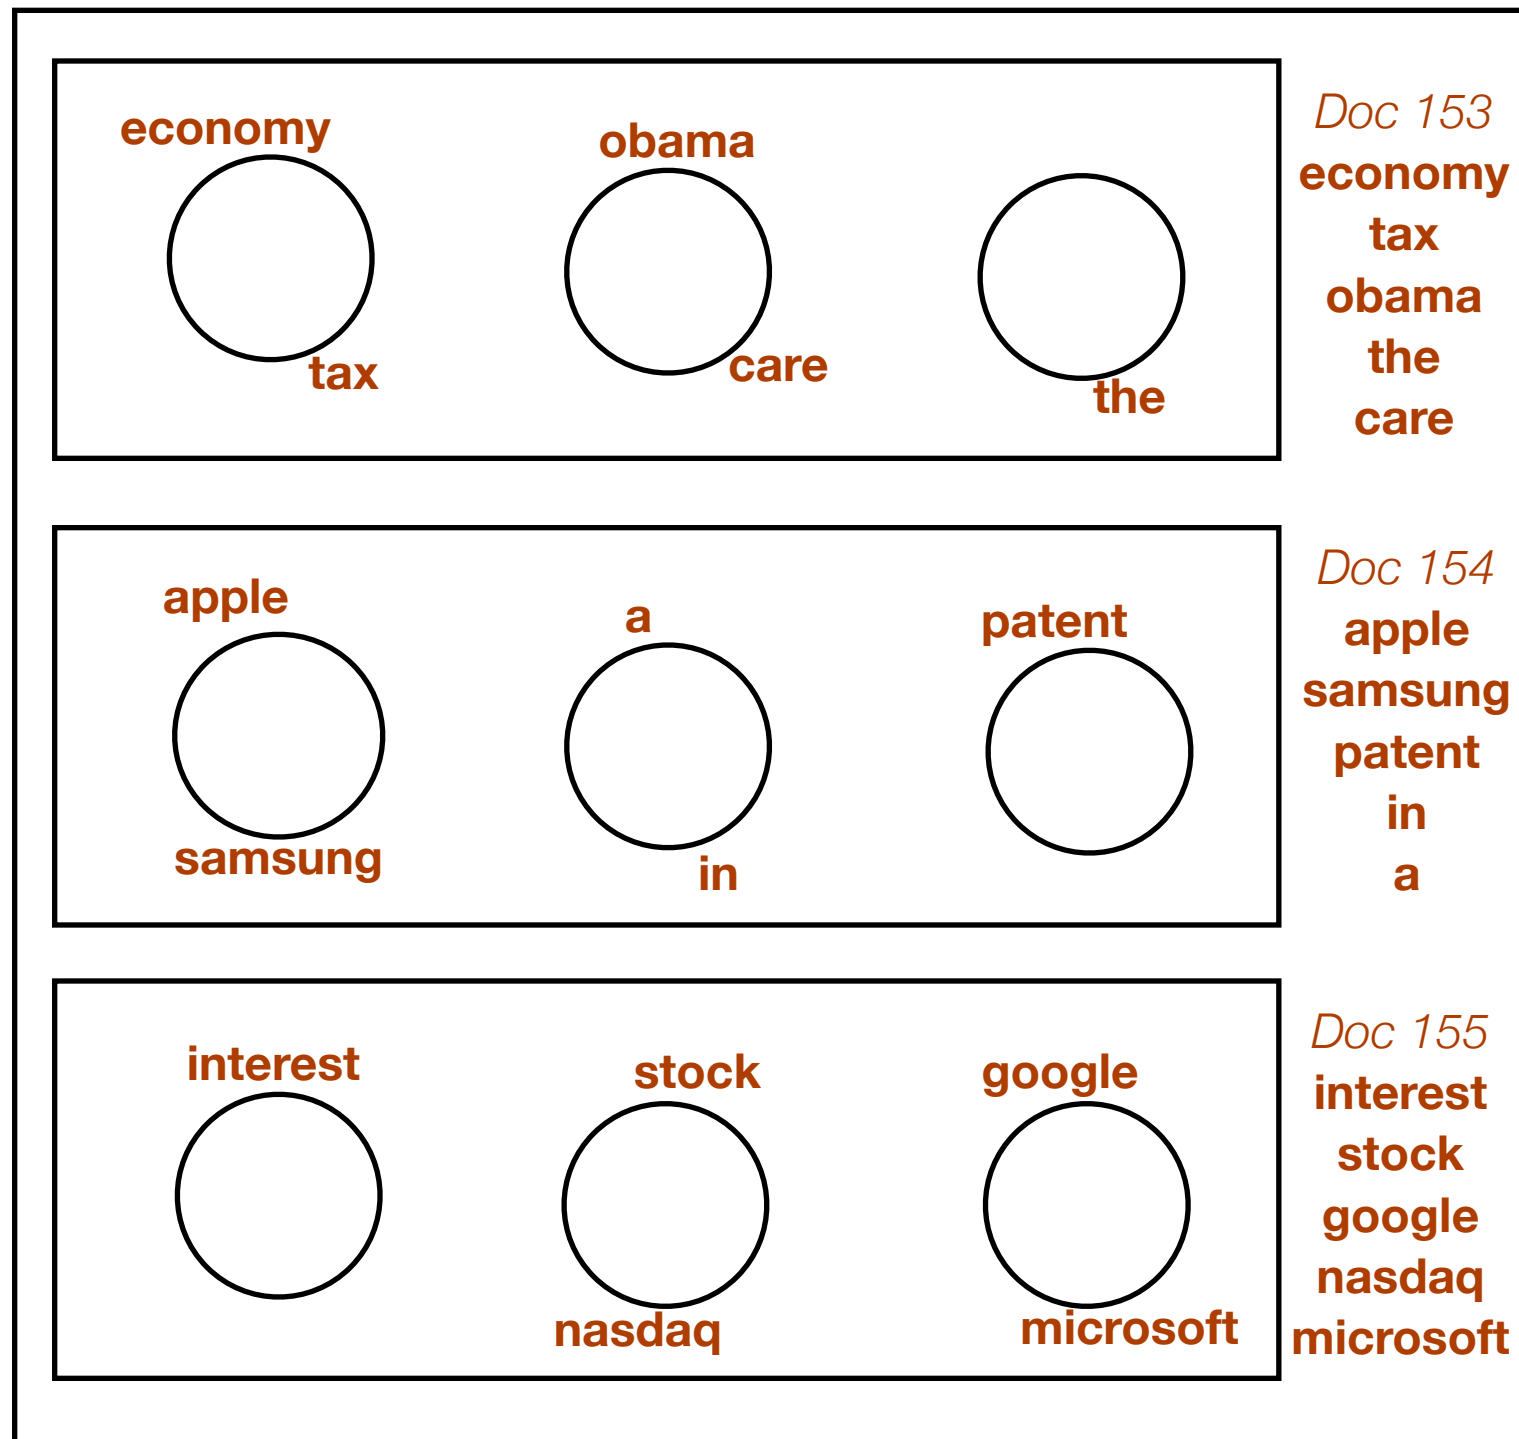 economy
obama
tax
care
the
Doc 153
economy
tax
obama
the
care
apple
a
patent
samsung
in
Doc 154
apple
samsung
patent
in
a
interest
stock
google
nasdaq
microsoft
Doc 155
interest
stock
google
nasdaq
microsoft